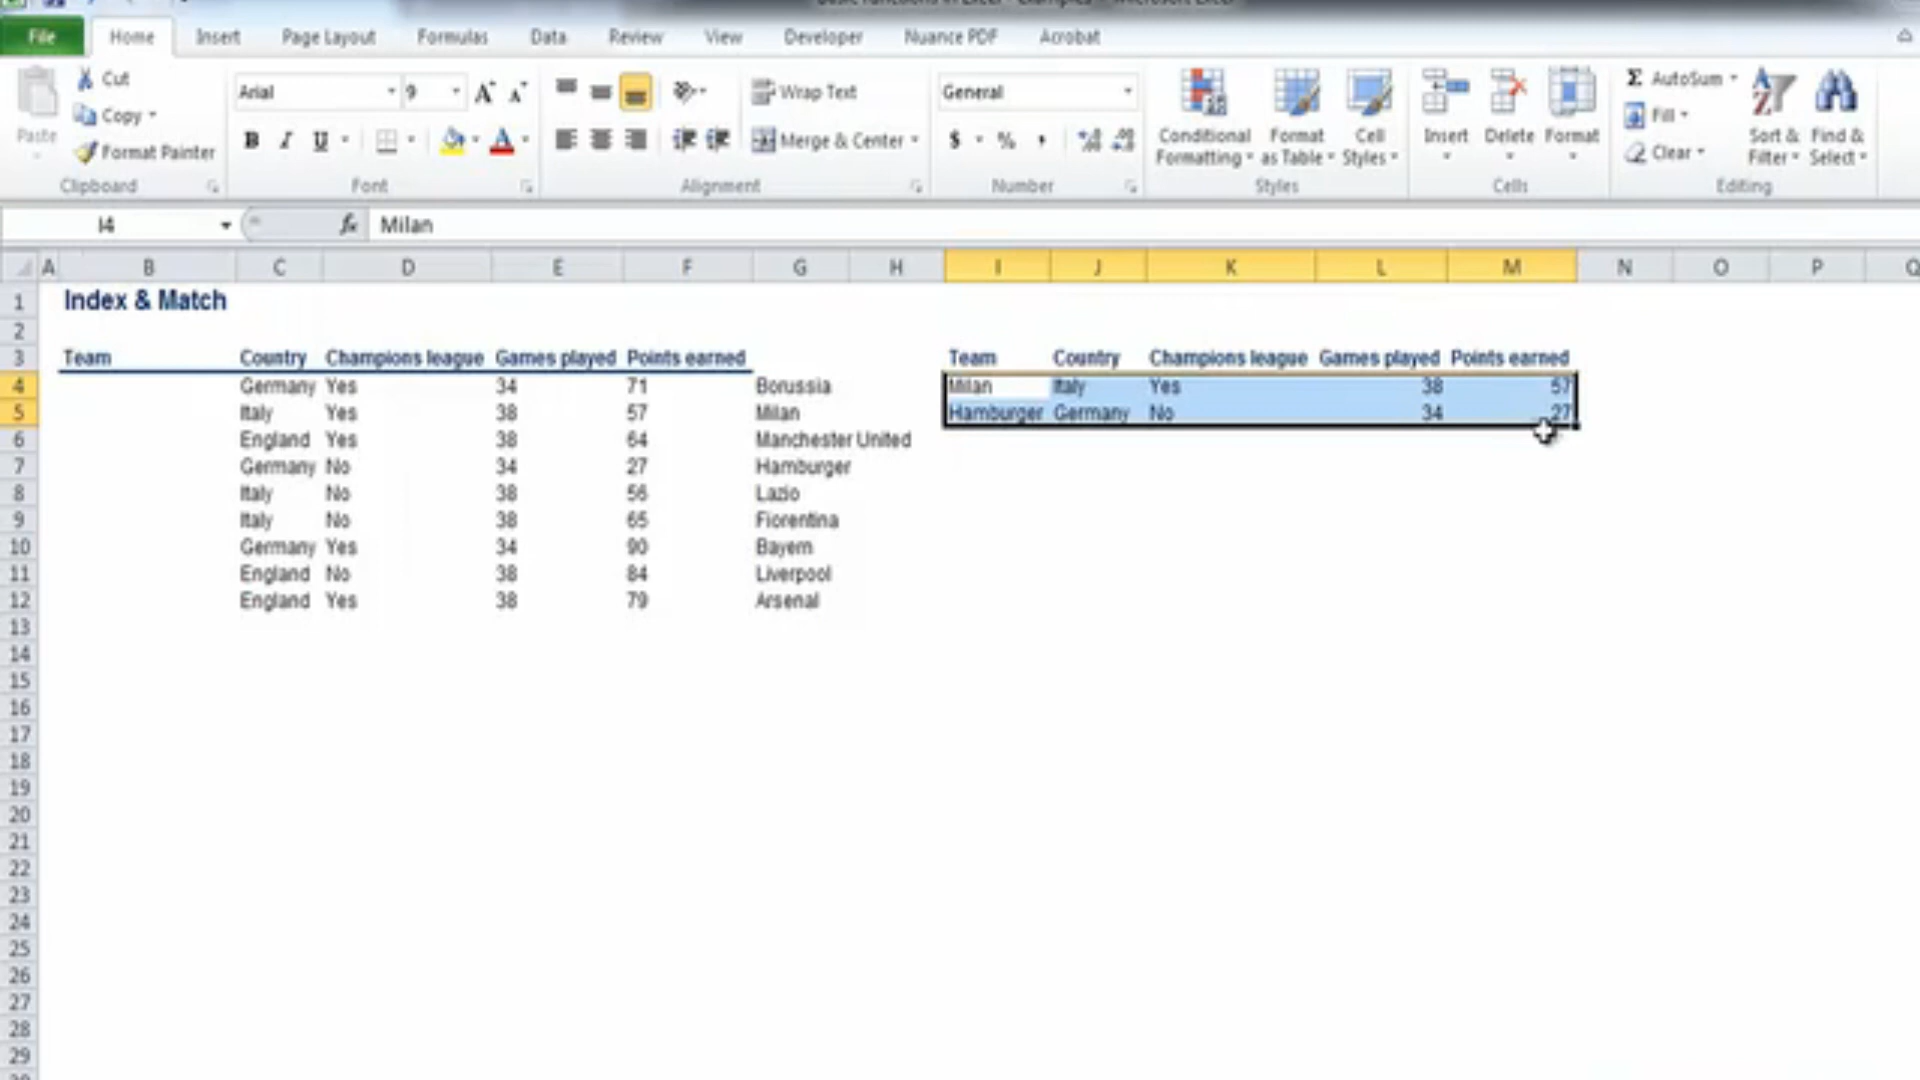 File Home Insert Page Layout Formulas Data Review View Developer Nuance PDF Acrobat
Cut
Copy
Format Painter
Paste
Clipboard
Arial 9
B I U
Font
Wrap Text
Merge & Center
Alignment
General
$ % ,
Number
Conditional Formatting
Format as Table
Cell Styles
Styles
Insert Delete Format
Cells
Σ AutoSum
Fill
Clear
Sort & Filter
Find & Select
Editing
I4 fx Milan
A B C D E F G H I J K L M N O P Q
1 Index & Match
2
3 Team Country Champions league Games played Points earned Team Country Champions league Games played Points earned
4 Germany Yes 34 71 Borussia Milan Italy Yes 38 57
5 Italy Yes 38 57 Milan Hamburger Germany No 34 27
6 England Yes 38 64 Manchester United
7 Germany No 34 27 Hamburger
8 Italy No 38 56 Lazio
9 Italy No 38 65 Fiorentina
10 Germany Yes 34 90 Bayern
11 England No 38 84 Liverpool
12 England Yes 38 79 Arsenal
13
14
15
16
17
18
19
20
21
22
23
24
25
26
27
28
29